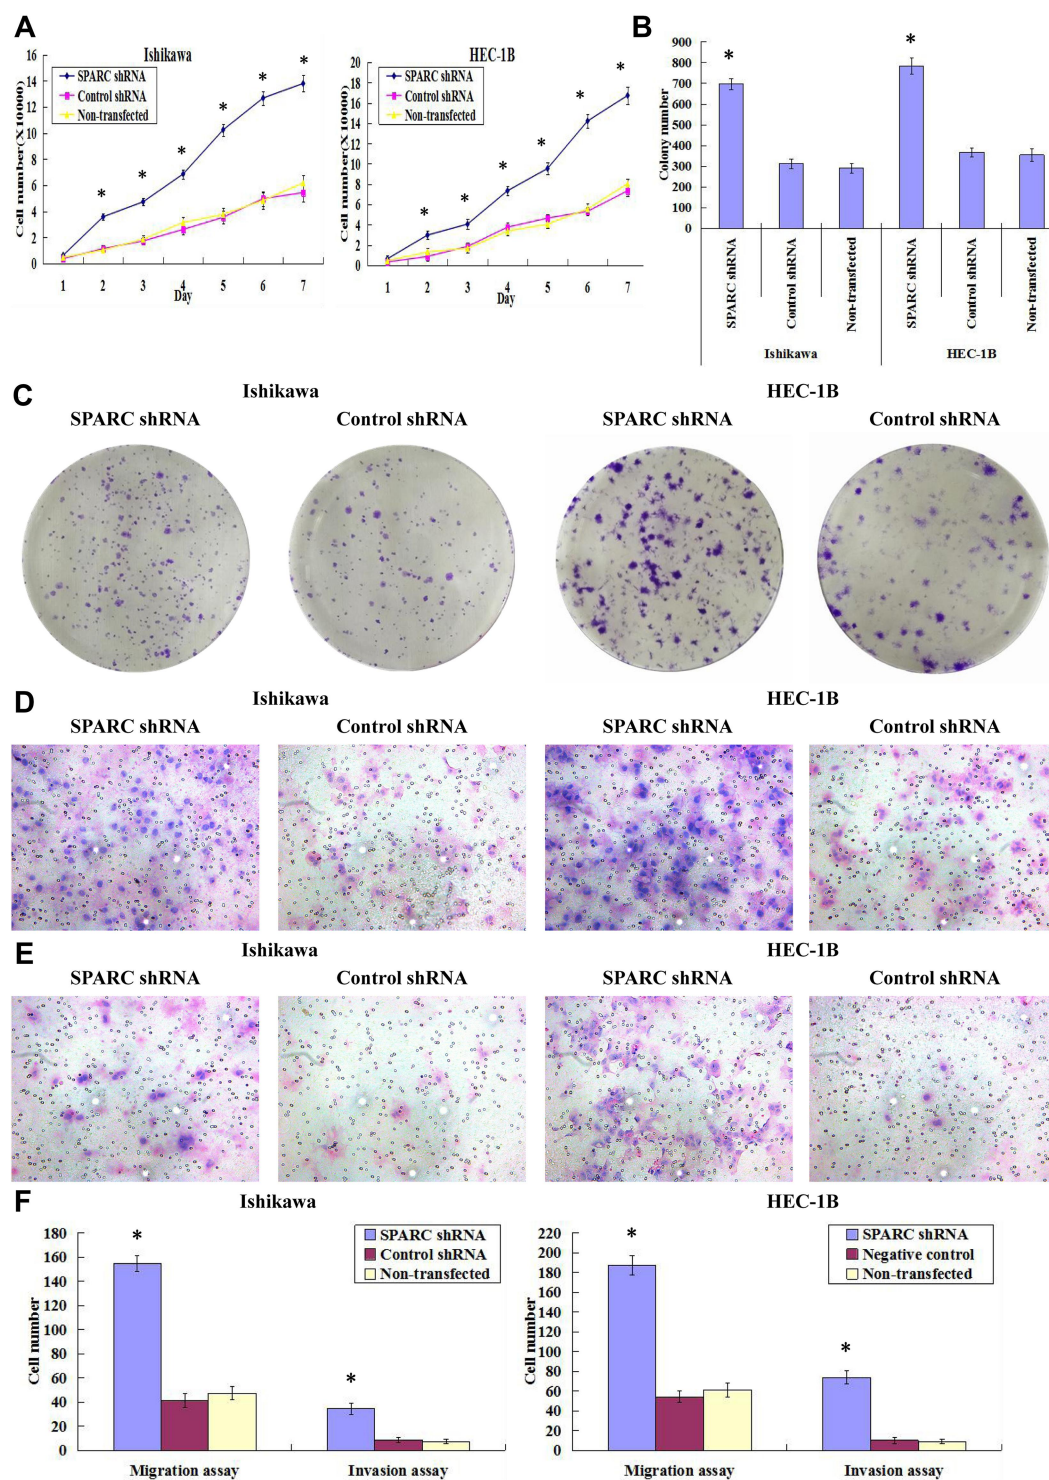 A
Ishikawa
16
14
12
10
8
6
4
2
0
Cell number(X10000)
SPARC shRNA
Control shRNA
Non-transfected
* * * * * *
1 2 3 4 5 6 7
Day
HEC-1B
20
18
16
14
12
10
8
6
4
2
0
Cell number(X10000)
SPARC shRNA
Control shRNA
Non-transfected
* * * * * *
1 2 3 4 5 6 7
Day
B
900
800
700
600
500
400
300
200
100
0
Colony number
* *
SPARC shRNA
Control shRNA
Non-transfected
SPARC shRNA
Control shRNA
Non-transfected
Ishikawa HEC-1B
C
Ishikawa HEC-1B
SPARC shRNA Control shRNA SPARC shRNA Control shRNA
D
Ishikawa HEC-1B
SPARC shRNA Control shRNA SPARC shRNA Control shRNA
E
Ishikawa HEC-1B
SPARC shRNA Control shRNA SPARC shRNA Control shRNA
F
Ishikawa
180
160
140
120
100
80
60
40
20
0
Cell number
* *
SPARC shRNA
Control shRNA
Non-transfected
Migration assay Invasion assay
HEC-1B
220
200
180
160
140
120
100
80
60
40
20
0
Cell number
* *
SPARC shRNA
Negative control
Non-transfected
Migration assay Invasion assay